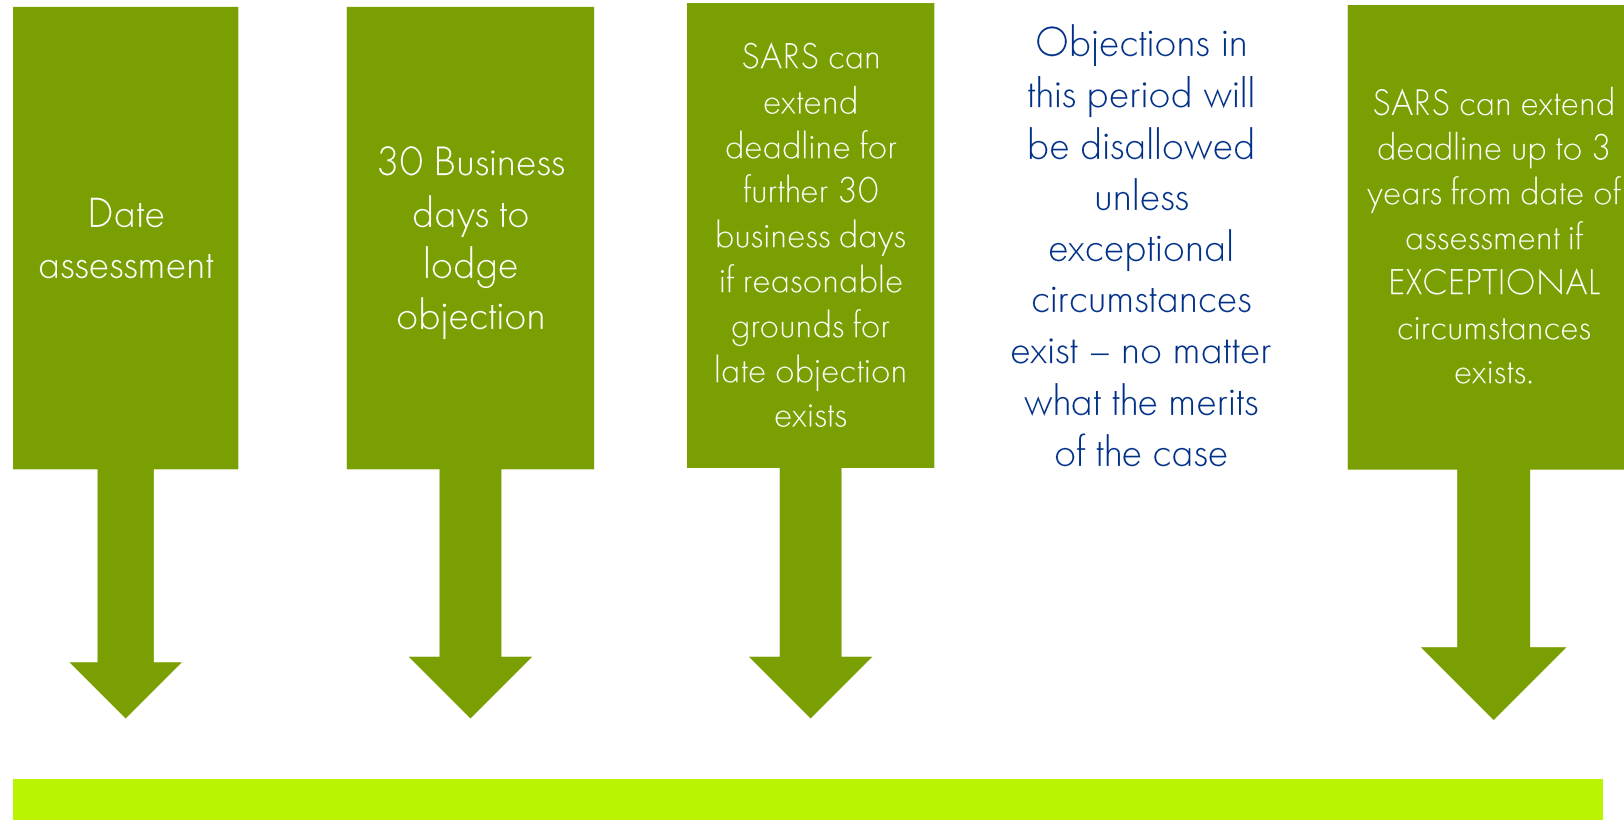 Date
assessment
30 Business
days to
lodge
objection
SARS can
extend
deadline for
further 30
business days
if reasonable
grounds for
late objection
exists
Objections in
this period will
be disallowed
unless
exceptional
circumstances
exist – no matter
what the merits
of the case
SARS can extend
deadline up to 3
years from date of
assessment if
EXCEPTIONAL
circumstances
exists.